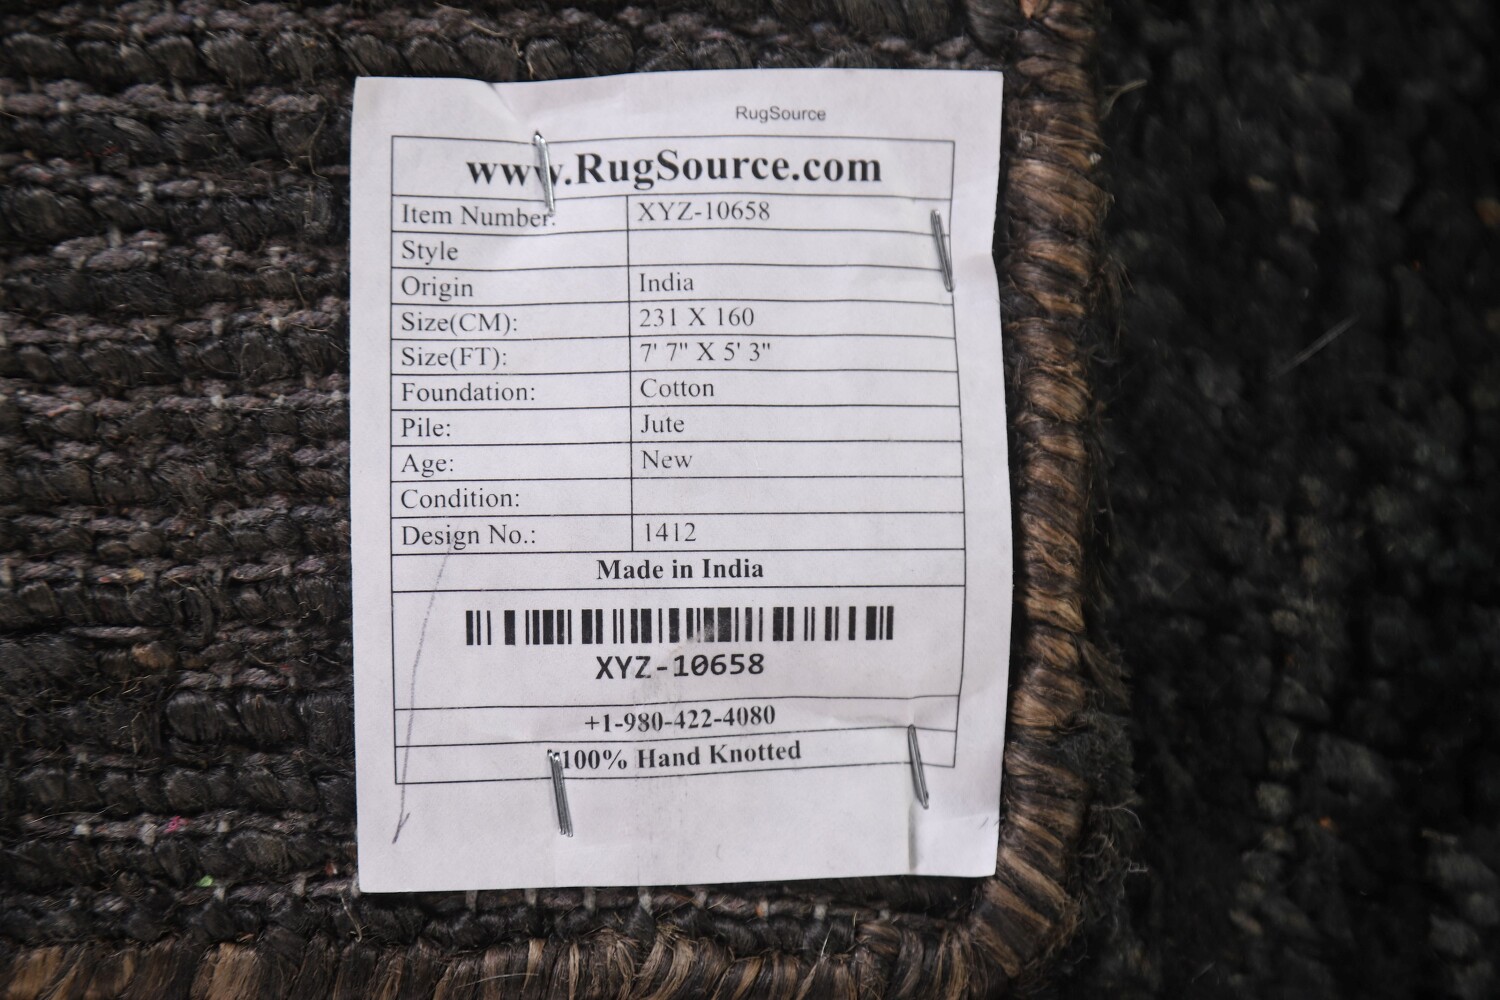 RugSource
www.RugSource.com
Item Number: XYZ-10658
Style
Origin India
Size(CM): 231 X 160
Size(FT): 7' 7" X 5' 3"
Foundation: Cotton
Pile: Jute
Age: New
Condition:
Design No.: 1412
Made in India
XYZ-10658
+1-980-422-4080
100% Hand Knotted